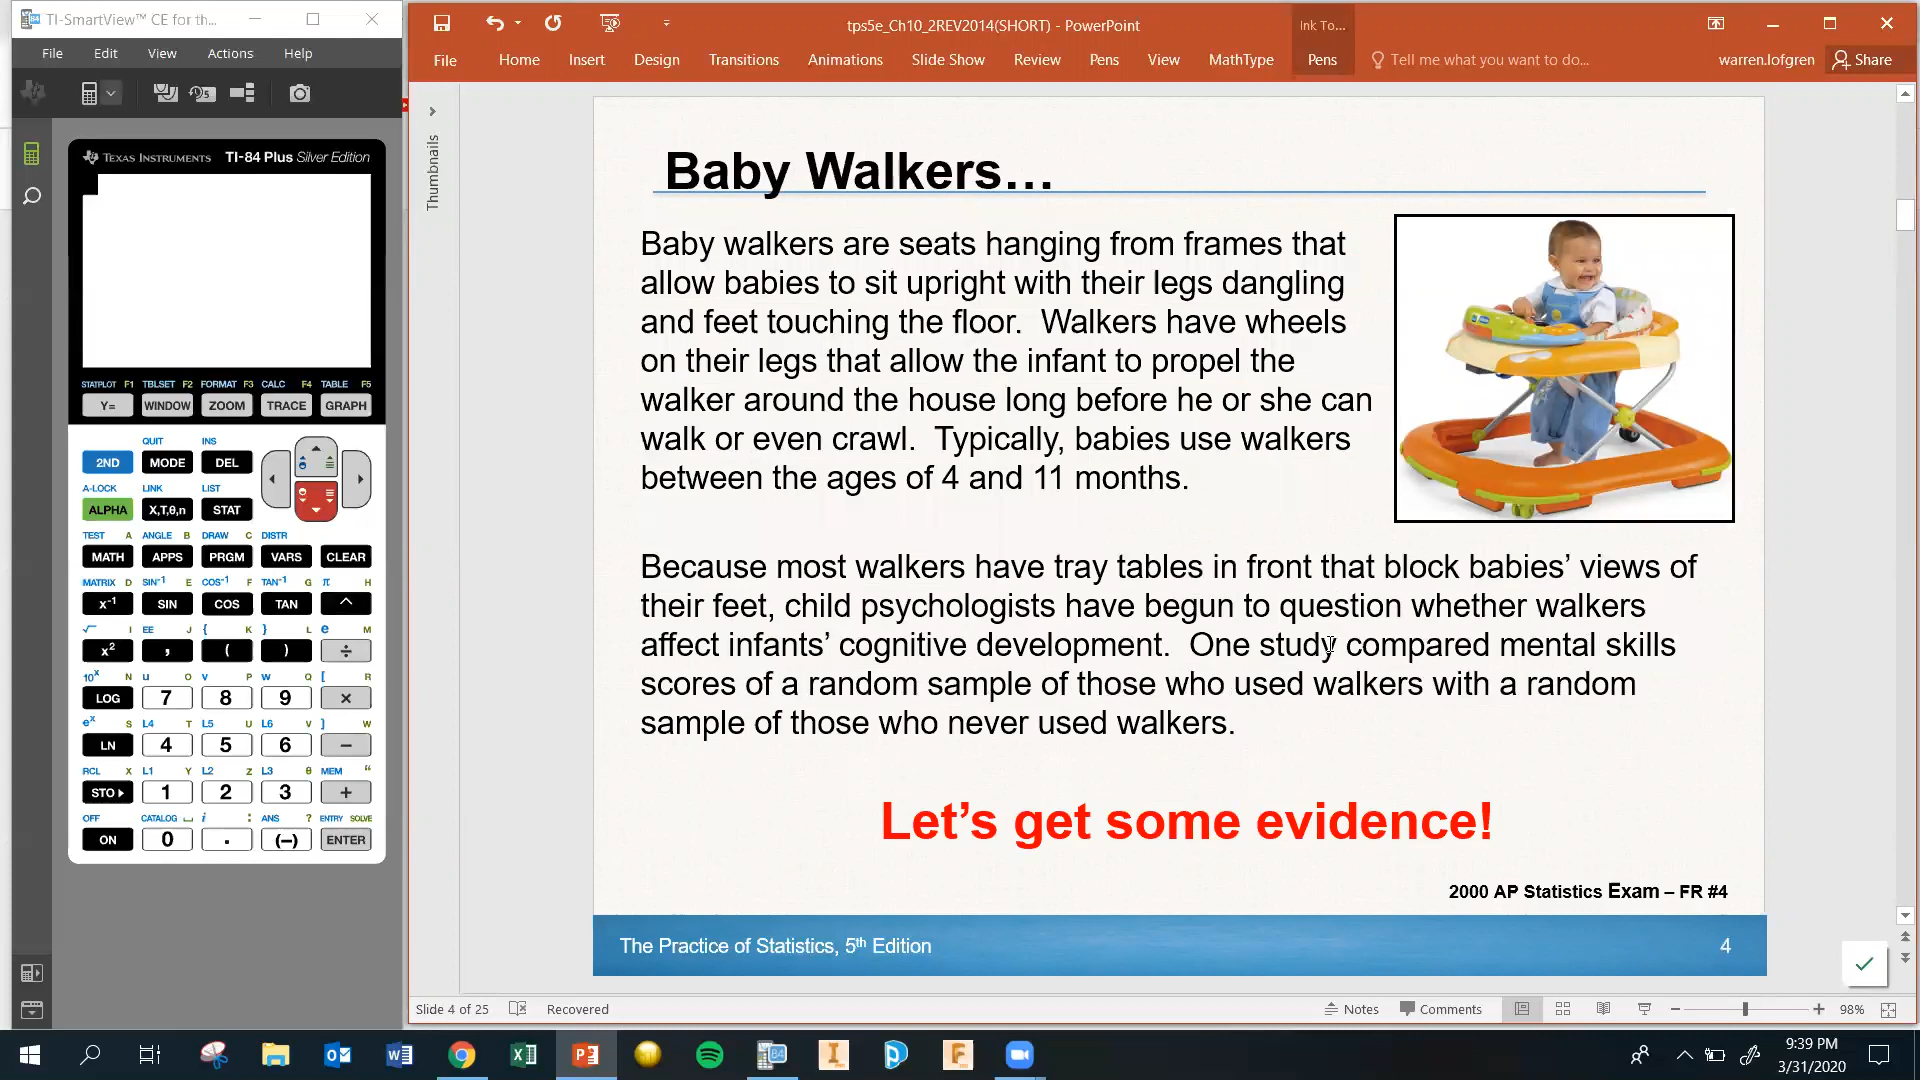 TI-SmartView™ CE for th...
File Edit View Actions Help
TEXAS INSTRUMENTS TI-84 Plus Silver Edition
STATPLOT F1 TBLSET F2 FORMAT F3 CALC F4 TABLE F5
Y= WINDOW ZOOM TRACE GRAPH
QUIT INS
2ND MODE DEL
A-LOCK LINK LIST
ALPHA X,T,θ,n STAT
TEST A ANGLE B DRAW C DISTR
MATH APPS PRGM VARS CLEAR
MATRIX D SIN⁻¹ E COS⁻¹ F TAN⁻¹ G π H
x⁻¹ SIN COS TAN ^
√ I EE J { K } L e M
x² , ( ) ÷
10ˣ N u O v P w Q [ R
LOG 7 8 9 ×
eˣ S L4 T L5 U L6 V ] W
LN 4 5 6 −
RCL X L1 Y L2 Z L3 θ MEM “
STO▸ 1 2 3 +
OFF CATALOG i : ANS ? ENTRY SOLVE
ON 0 . (–) ENTER
tps5e_Ch10_2REV2014(SHORT) - PowerPoint
Ink To...
File Home Insert Design Transitions Animations Slide Show Review Pens View MathType Pens Tell me what you want to do... warren.lofgren Share
Thumbnails
Baby Walkers…
Baby walkers are seats hanging from frames that
allow babies to sit upright with their legs dangling
and feet touching the floor. Walkers have wheels
on their legs that allow the infant to propel the
walker around the house long before he or she can
walk or even crawl. Typically, babies use walkers
between the ages of 4 and 11 months.
Because most walkers have tray tables in front that block babies’ views of
their feet, child psychologists have begun to question whether walkers
affect infants’ cognitive development. One study compared mental skills
scores of a random sample of those who used walkers with a random
sample of those who never used walkers.
Let’s get some evidence!
2000 AP Statistics Exam – FR #4
The Practice of Statistics, 5th Edition 4
Slide 4 of 25 Recovered Notes Comments 98%
9:39 PM
3/31/2020